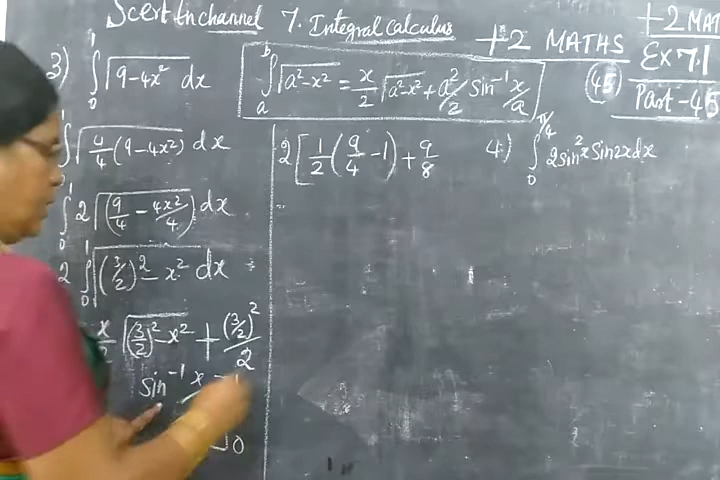 Scert Tn channel 7. Integral calculus
+2 MATHS
+2 MAT
Ex 7.1
(45) Part-45
3) ∫₀¹ √(9-4x²) dx
∫ₐᵇ √(a²-x²) = x/2 √(a²-x²) + a²/2 sin⁻¹ x/a
∫₀¹ √(4/4 (9-4x²)) dx
∫₀¹ 2 √((9/4 - 4x²/4)) dx
2 ∫₀¹ √((3/2)² - x²) dx
x/2 √((3/2)² - x²) + (3/2)²/2
sin⁻¹ x
0
2 [ 1/2 (9/4 - 1) + 9/8
=
4.) ∫₀^(π/4) 2sin²x sin2x dx